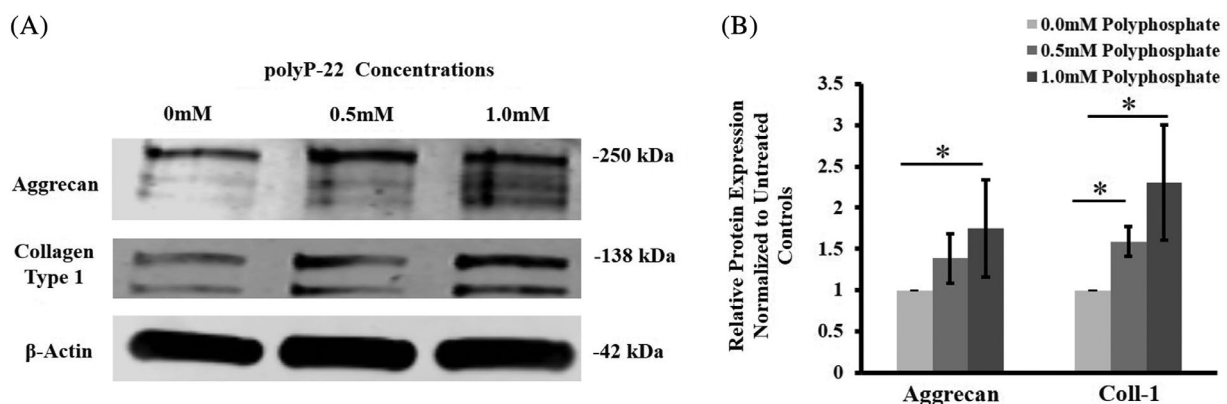 (A)
polyP-22 Concentrations
0mM 0.5mM 1.0mM
Aggrecan
-250 kDa
Collagen
Type 1
-138 kDa
β-Actin
-42 kDa
(B)
0.0mM Polyphosphate
0.5mM Polyphosphate
1.0mM Polyphosphate
Relative Protein Expression
Normalized to Untreated
Controls
3.5
3
2.5
2
1.5
1
0.5
0
*
*
*
Aggrecan Coll-1